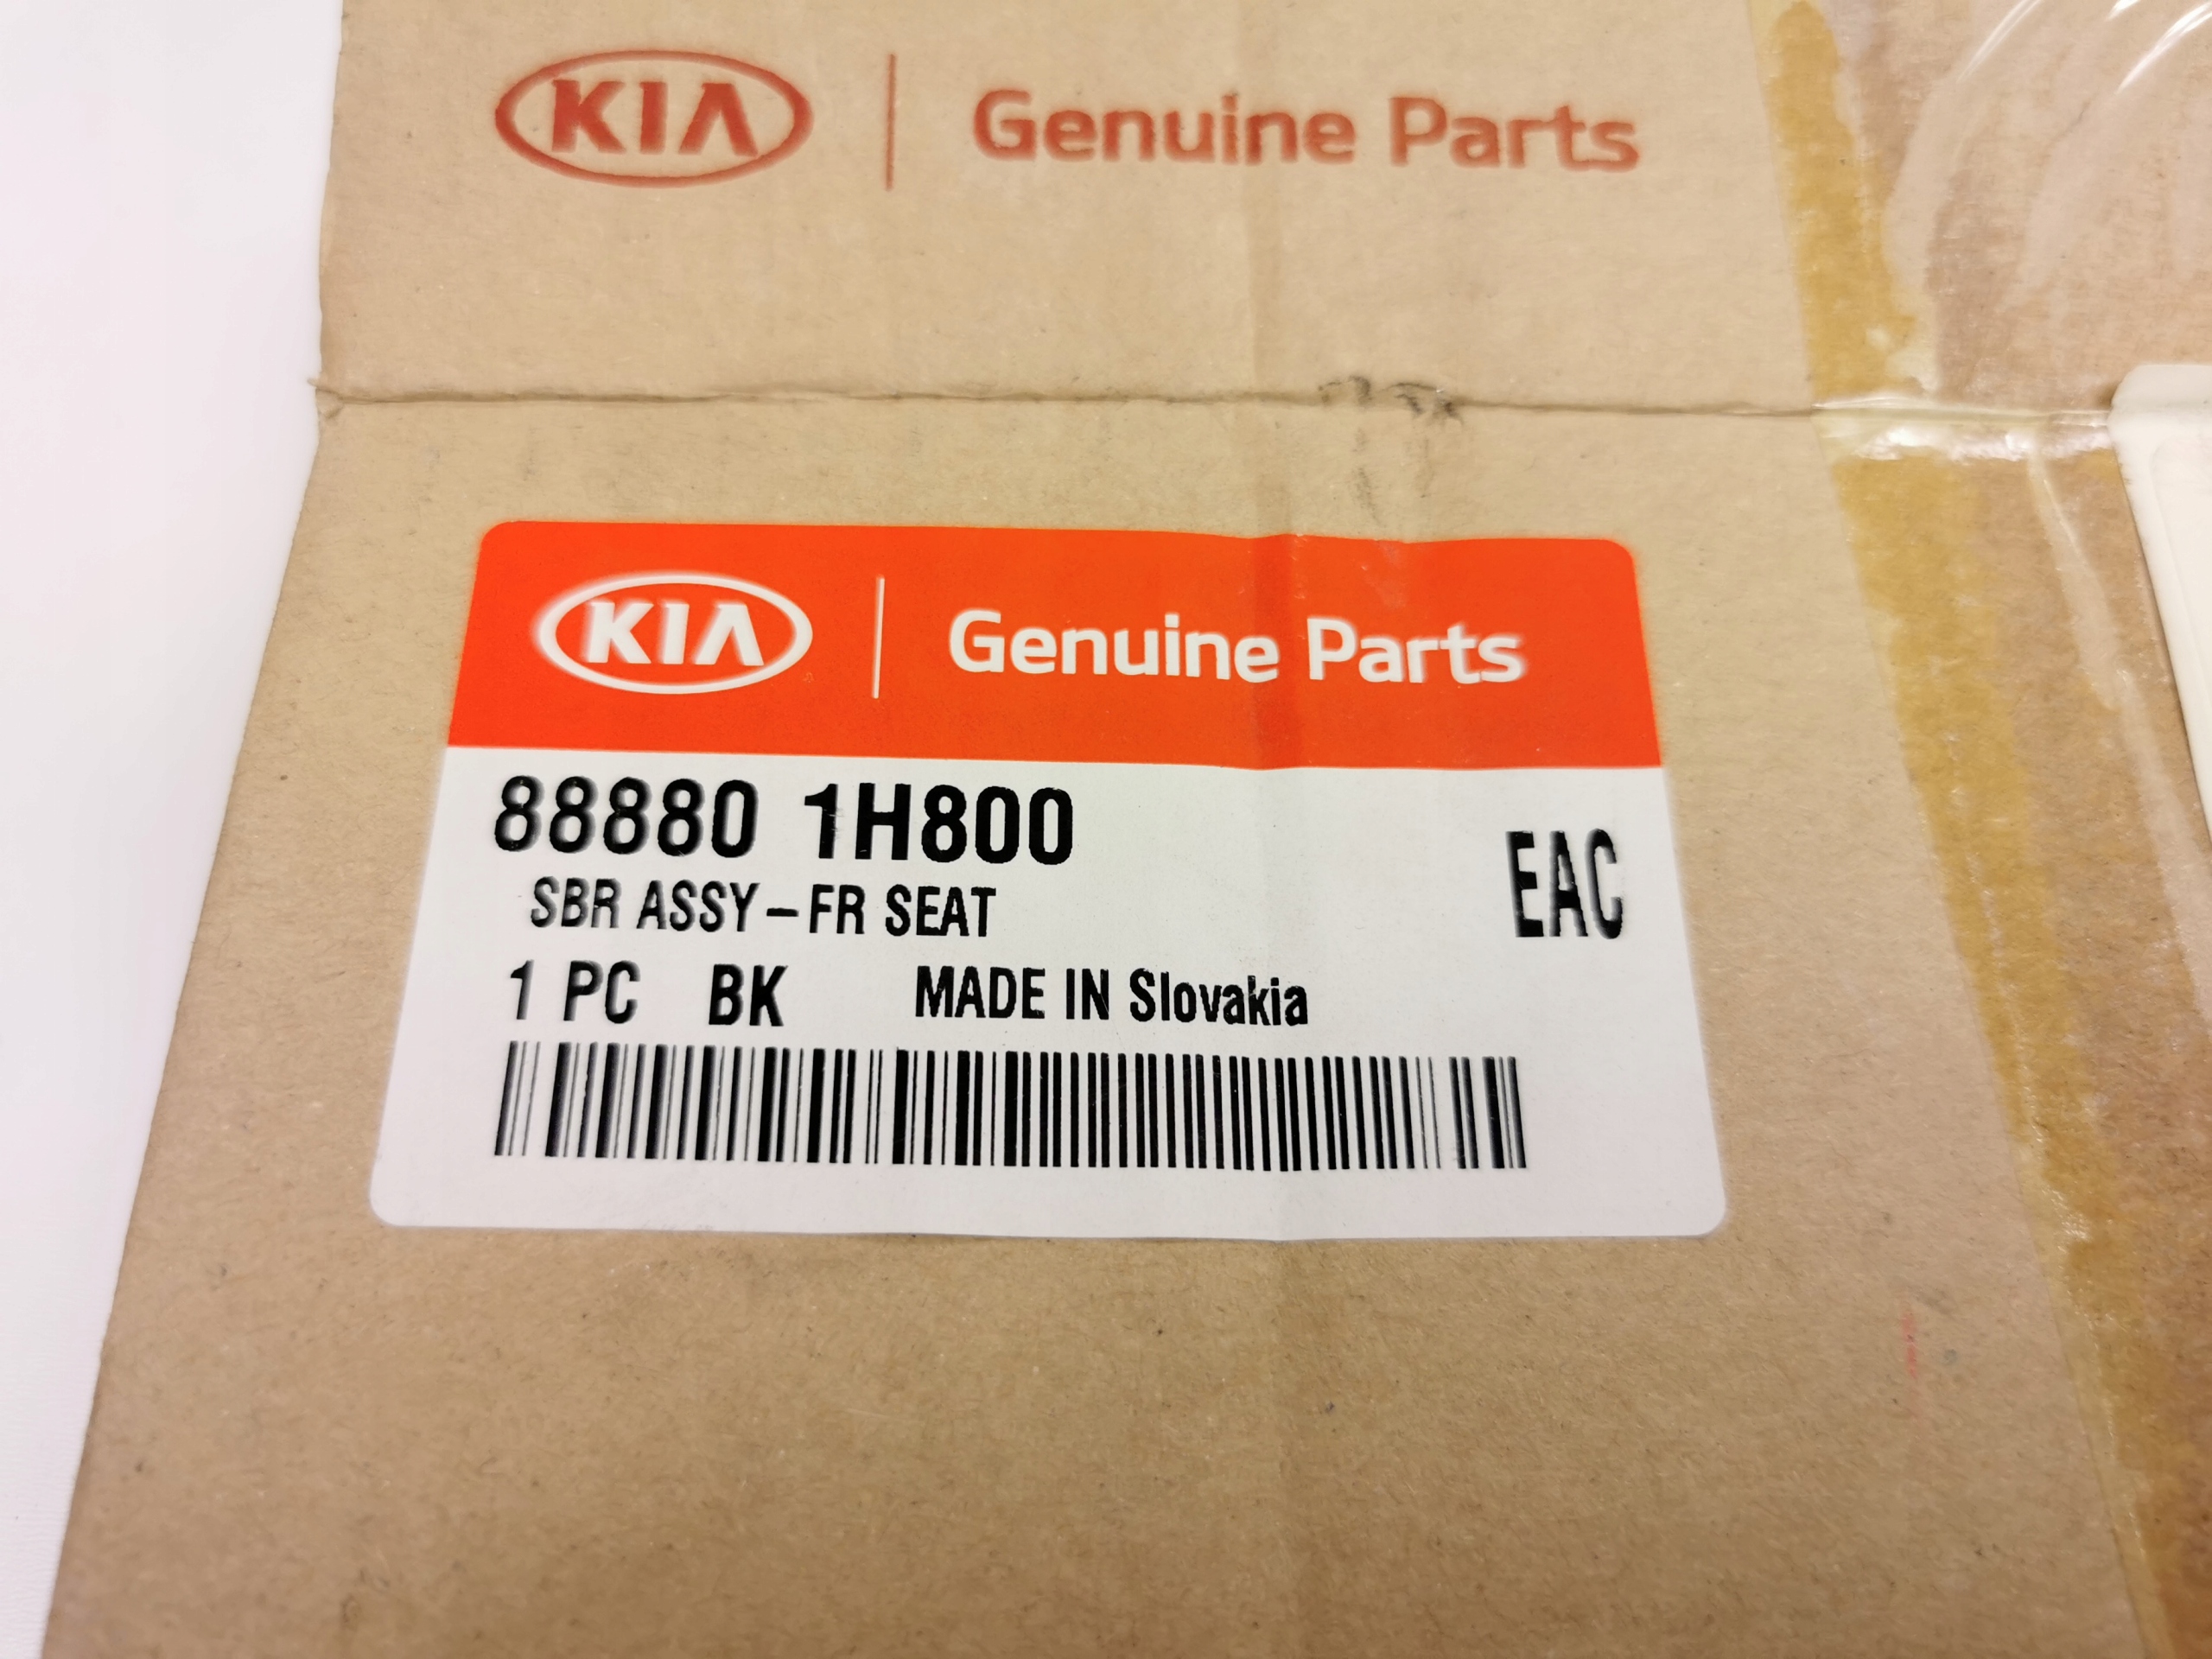 KIA | Genuine Parts
KIA | Genuine Parts
88880 1H800
EAC
SBR ASSY-FR SEAT
1 PC BK MADE IN Slovakia